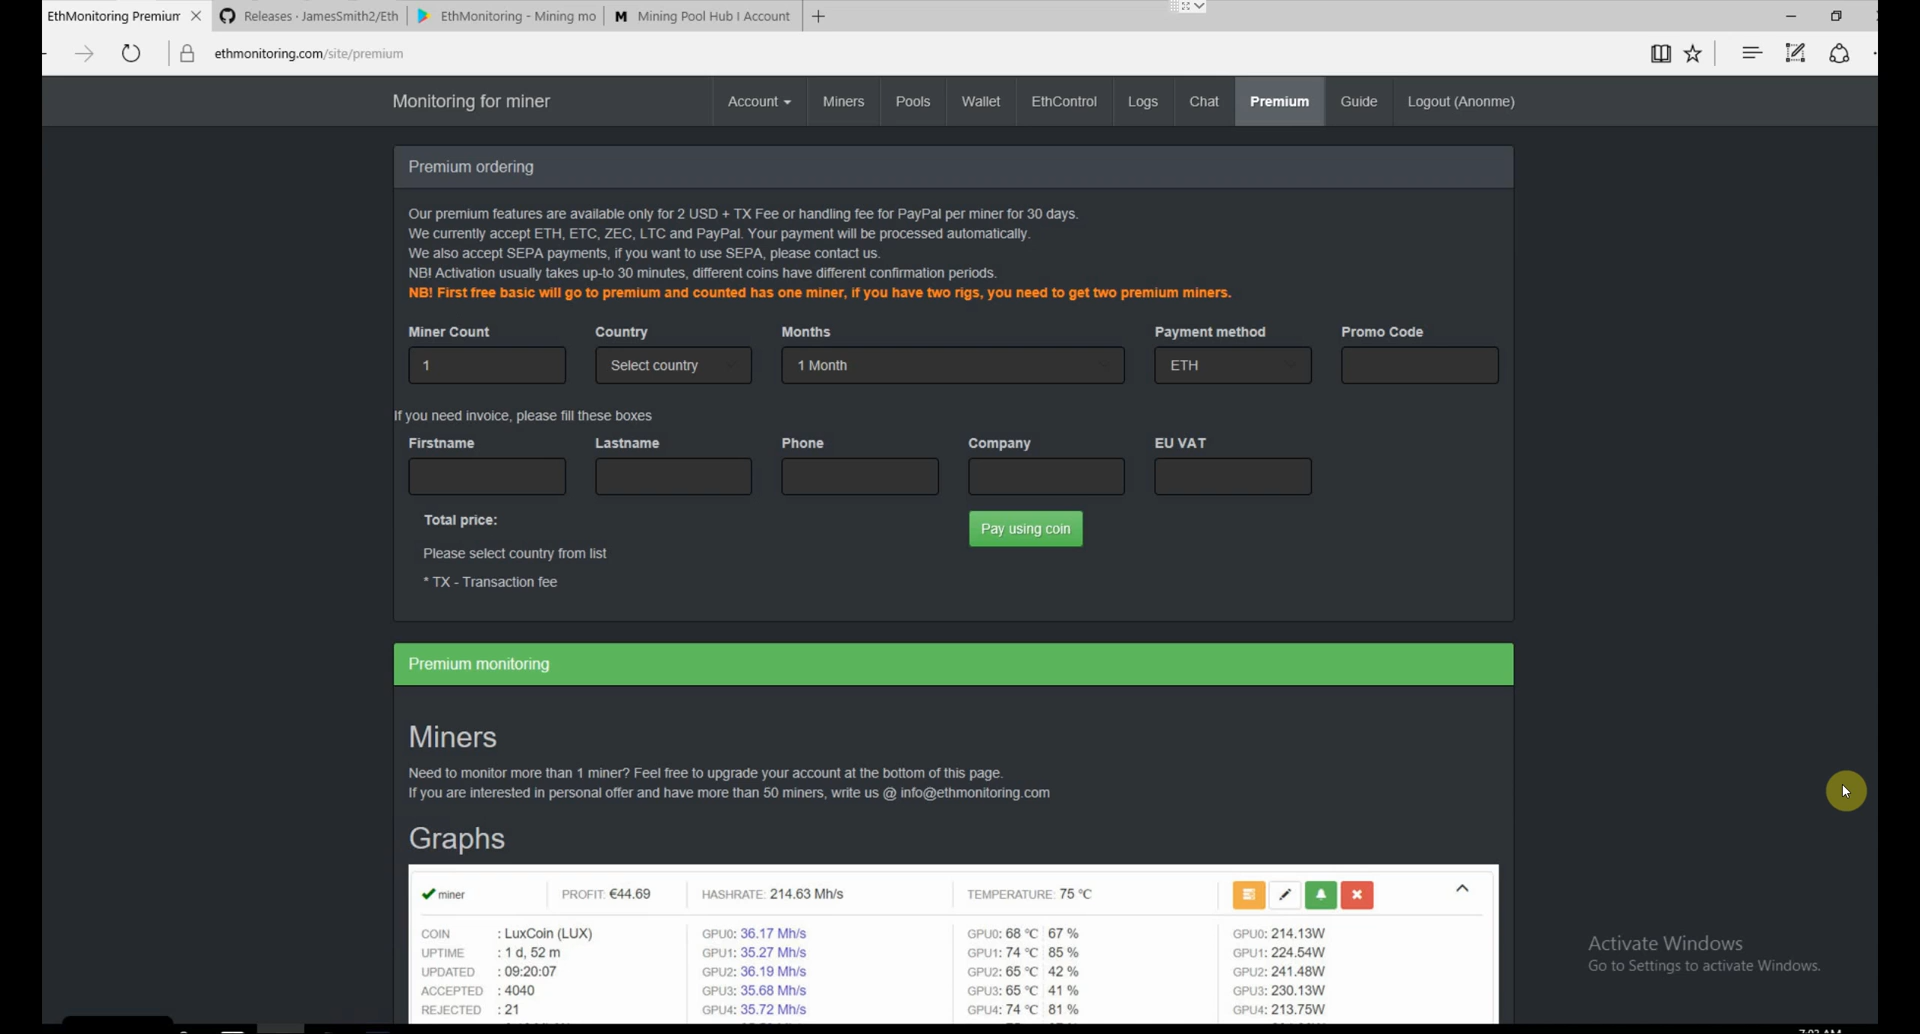 EthMonitoring Premium
Releases · JamesSmith2/Eth
EthMonitoring - Mining mo
M Mining Pool Hub | Account
ethmonitoring.com/site/premium
Monitoring for miner
Account
Miners
Pools
Wallet
EthControl
Logs
Chat
Premium
Guide
Logout (Anonme)
Premium ordering
Our premium features are available only for 2 USD + TX Fee or handling fee for PayPal per miner for 30 days.
We currently accept ETH, ETC, ZEC, LTC and PayPal. Your payment will be processed automatically.
We also accept SEPA payments, if you want to use SEPA, please contact us.
NB! Activation usually takes up-to 30 minutes, different coins have different confirmation periods.
NB! First free basic will go to premium and counted has one miner, if you have two rigs, you need to get two premium miners.
Miner Count
Country
Months
Payment method
Promo Code
1
Select country
1 Month
ETH
If you need invoice, please fill these boxes
Firstname
Lastname
Phone
Company
EU VAT
Total price:
Pay using coin
Please select country from list
* TX - Transaction fee
Premium monitoring
Miners
Need to monitor more than 1 miner? Feel free to upgrade your account at the bottom of this page.
If you are interested in personal offer and have more than 50 miners, write us @ info@ethmonitoring.com
Graphs
miner
PROFIT: €44.69
HASHRATE: 214.63 Mh/s
TEMPERATURE: 75 °C
COIN : LuxCoin (LUX)
GPU0: 36.17 Mh/s
GPU0: 68 °C 67 %
GPU0: 214.13W
UPTIME : 1 d, 52 m
GPU1: 35.27 Mh/s
GPU1: 74 °C 85 %
GPU1: 224.54W
UPDATED : 09:20:07
GPU2: 36.19 Mh/s
GPU2: 65 °C 42 %
GPU2: 241.48W
ACCEPTED : 4040
GPU3: 35.68 Mh/s
GPU3: 65 °C 41 %
GPU3: 230.13W
REJECTED : 21
GPU4: 35.72 Mh/s
GPU4: 74 °C 81 %
GPU4: 213.75W
Activate Windows
Go to Settings to activate Windows.